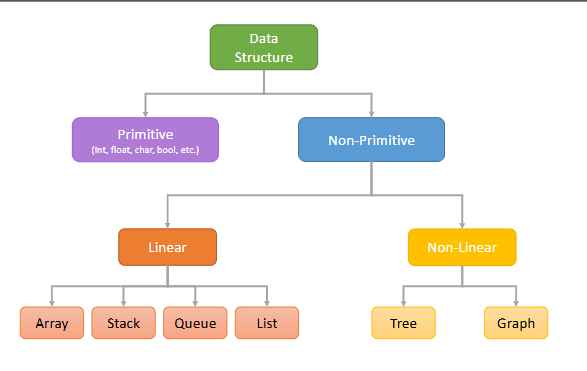 Data
Structure
Primitive
(Int, float, char, bool, etc.)
Non-Primitive
Linear
Non-Linear
Array
Stack
Queue
List
Tree
Graph